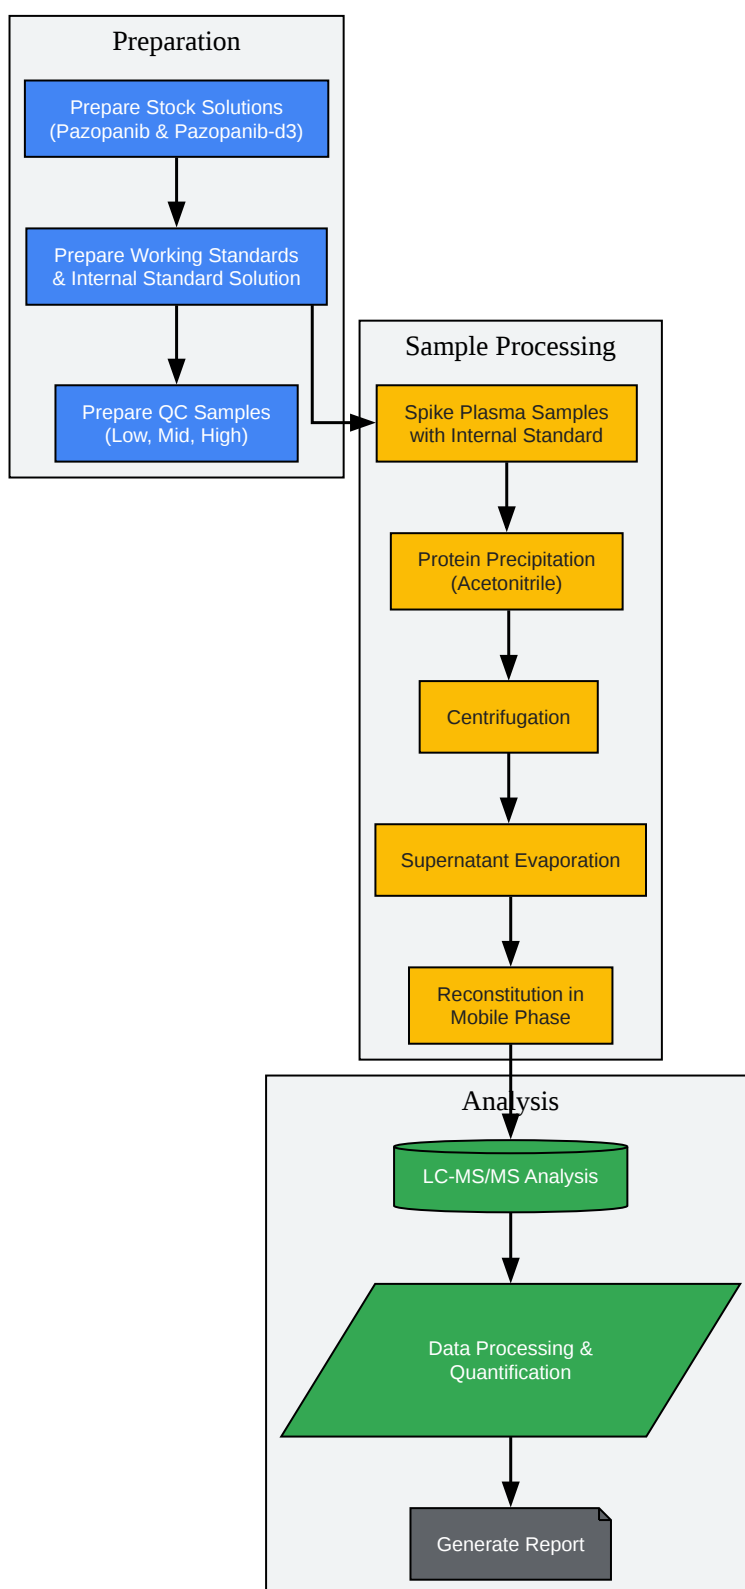 Preparation
Prepare Stock Solutions
(Pazopanib & Pazopanib-d3)
Prepare Working Standards
& Internal Standard Solution
Prepare QC Samples
(Low, Mid, High)
Sample Processing
Spike Plasma Samples
with Internal Standard
Protein Precipitation
(Acetonitrile)
Centrifugation
Supernatant Evaporation
Reconstitution in
Mobile Phase
Analysis
LC-MS/MS Analysis
Data Processing &
Quantification
Generate Report